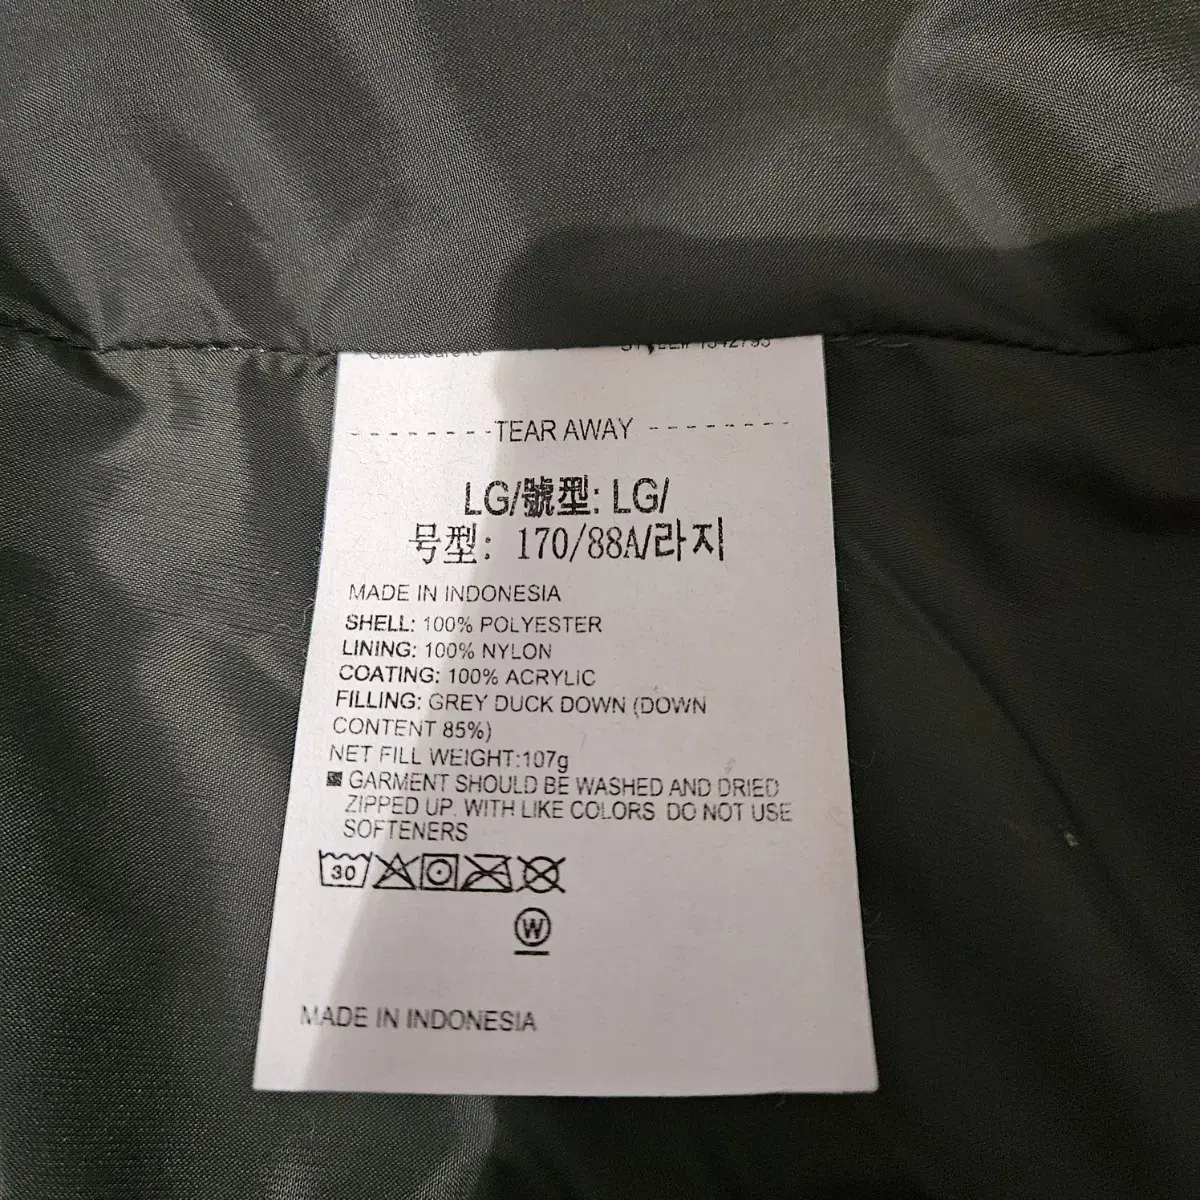 TEAR AWAY
LG/號型: LG/
号型: 170/88A/라지
MADE IN INDONESIA
SHELL: 100% POLYESTER
LINING: 100% NYLON
COATING: 100% ACRYLIC
FILLING: GREY DUCK DOWN (DOWN
CONTENT 85%)
NET FILL WEIGHT:107g
GARMENT SHOULD BE WASHED AND DRIED
ZIPPED UP. WITH LIKE COLORS. DO NOT USE
SOFTENERS
30
W
MADE IN INDONESIA